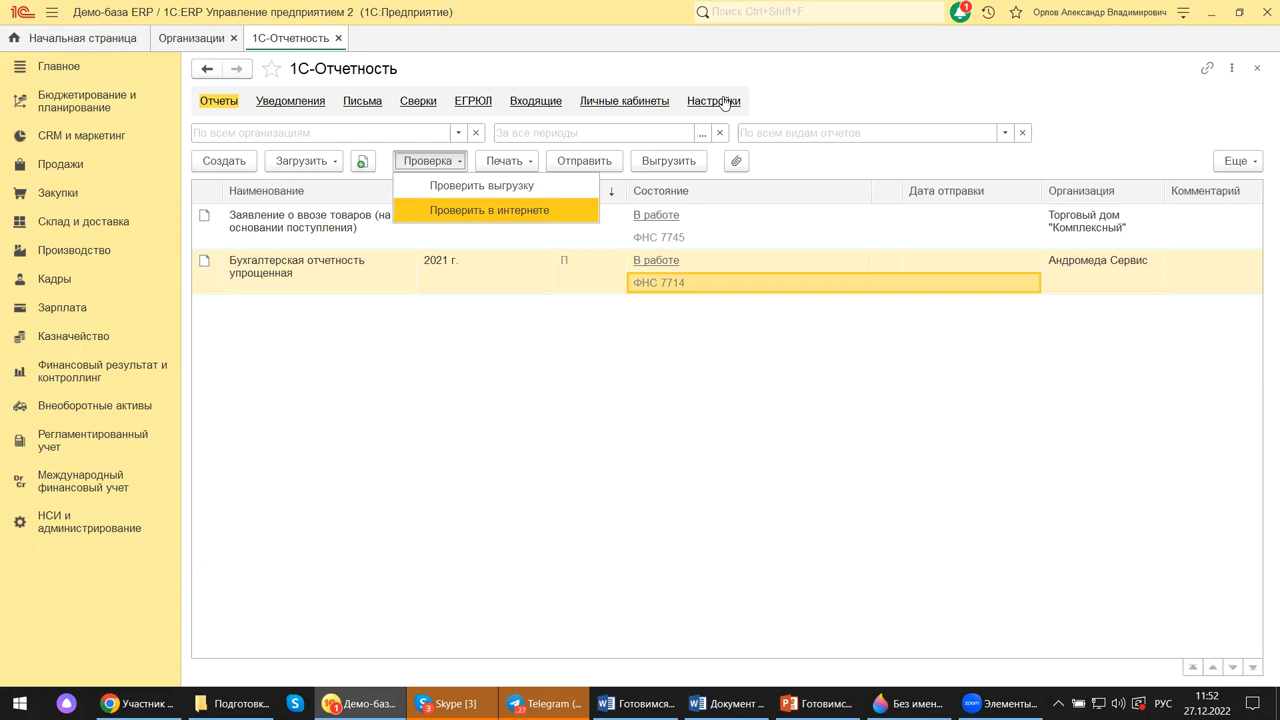 Демо-база ERP / 1С:ERP Управление предприятием 2 (1С:Предприятие)
Поиск Ctrl+Shift+F
1
Орлов Александр Владимирович
Начальная страница
Организации
1С-Отчетность
Главное
Бюджетирование и
планирование
CRM и маркетинг
Продажи
Закупки
Склад и доставка
Производство
Кадры
Зарплата
Казначейство
Финансовый результат и
контроллинг
Внеоборотные активы
Регламентированный
учет
Международный
финансовый учет
НСИ и
администрирование
1С-Отчетность
Отчеты Уведомления Письма Сверки ЕГРЮЛ Входящие Личные кабинеты Настройки
По всем организациям За все периоды ... По всем видам отчетов
Создать Загрузить Проверка Печать Отправить Выгрузить Еще
Проверить выгрузку
Проверить в интернете
Наименование Состояние Дата отправки Организация Комментарий
Заявление о ввозе товаров (на
основании поступления)
В работе
ФНС 7745
Торговый дом
"Комплексный"
Бухгалтерская отчетность
упрощенная
2021 г.
П
В работе
ФНС 7714
Андромеда Сервис
Участник ...
Подготовк...
Демо-баз...
Skype [3]
Telegram (...
Готовимся...
Документ ...
Готовимс...
Без имен...
Элементы...
РУС
11:52
27.12.2022